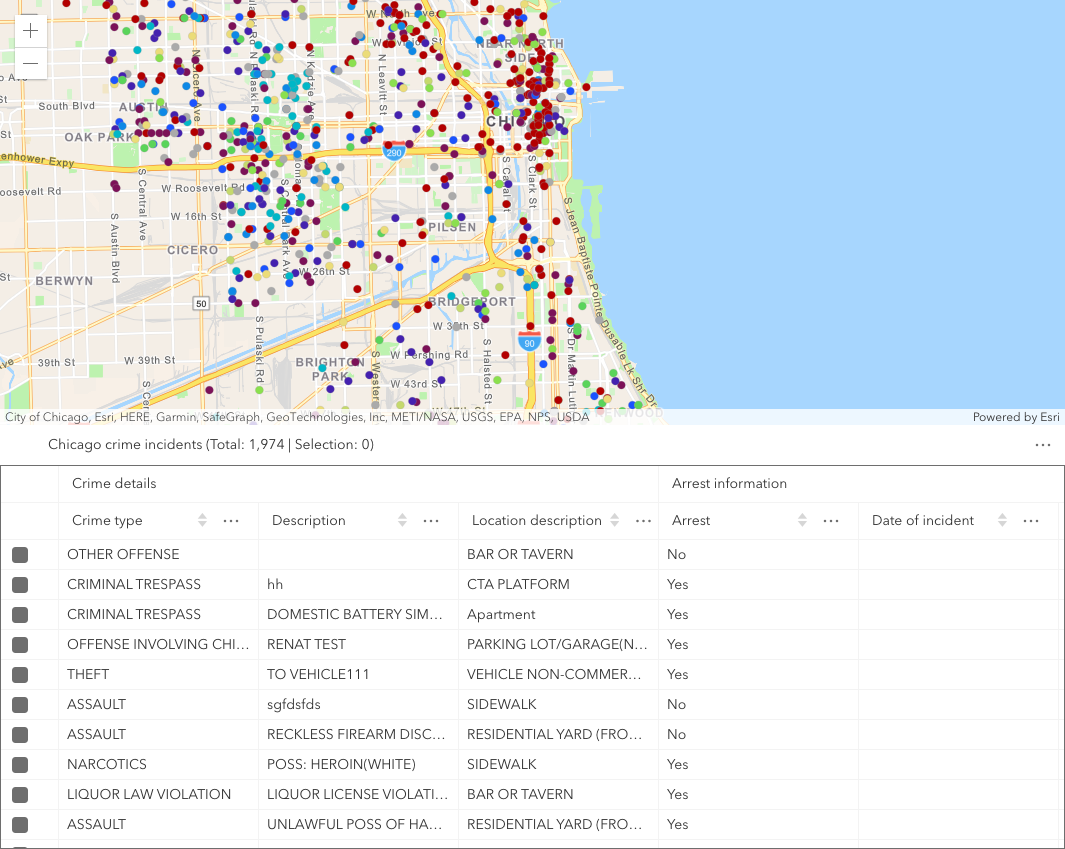 W North Ave
W Division St
NEAR NORTH
SIDE
N Kedzie Ave
N Leavitt St
South Blvd
AUSTIN
OAK PARK
CHICAGO
290
W Roosevelt Rd
oosevelt Rd
S Central Ave
S Canal St
S Clark St
W 16th St
S Austin Blvd
PILSEN
CICERO
S Central Park Ave
W 26th St
BERWYN
S Jean Baptiste Pointe Dusable Lk Shr Dr
50
BRIDGEPORT
90
39th St
W 39th St
S Pulaski Rd
W Pershing Rd
BRIGHTON
PARK
S Halsted St
W 43rd St
City of Chicago, Esri, HERE, Garmin, SafeGraph, GeoTechnologies, Inc, METI/NASA, USGS, EPA, NPS, USDA
Powered by Esri
Chicago crime incidents (Total: 1,974 | Selection: 0)
Crime details Arrest information
Crime type Description Location description Arrest Date of incident
OTHER OFFENSE BAR OR TAVERN No
CRIMINAL TRESPASS hh CTA PLATFORM Yes
CRIMINAL TRESPASS DOMESTIC BATTERY SIM… Apartment Yes
OFFENSE INVOLVING CHI… RENAT TEST PARKING LOT/GARAGE(N… Yes
THEFT TO VEHICLE111 VEHICLE NON-COMMER… Yes
ASSAULT sgfdsfds SIDEWALK No
ASSAULT RECKLESS FIREARM DISC… RESIDENTIAL YARD (FRO… No
NARCOTICS POSS: HEROIN(WHITE) SIDEWALK Yes
LIQUOR LAW VIOLATION LIQUOR LICENSE VIOLATI… BAR OR TAVERN Yes
ASSAULT UNLAWFUL POSS OF HA… RESIDENTIAL YARD (FRO… Yes